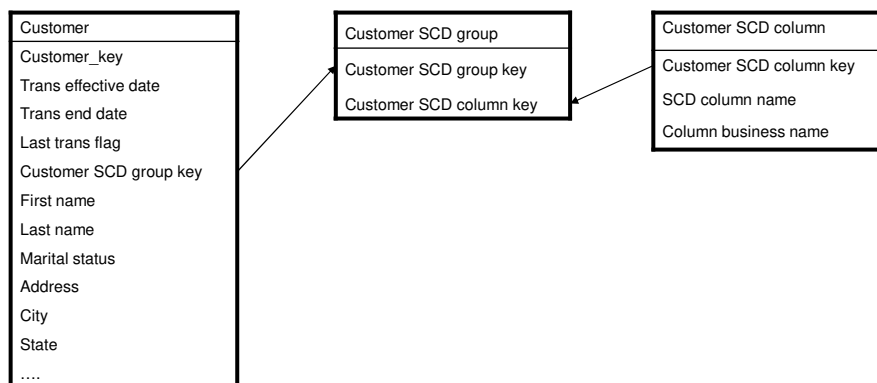 Customer
Customer_key
Trans effective date
Trans end date
Last trans flag
Customer SCD group key
First name
Last name
Marital status
Address
City
State
....
Customer SCD group
Customer SCD group key
Customer SCD column key
Customer SCD column
Customer SCD column key
SCD column name
Column business name